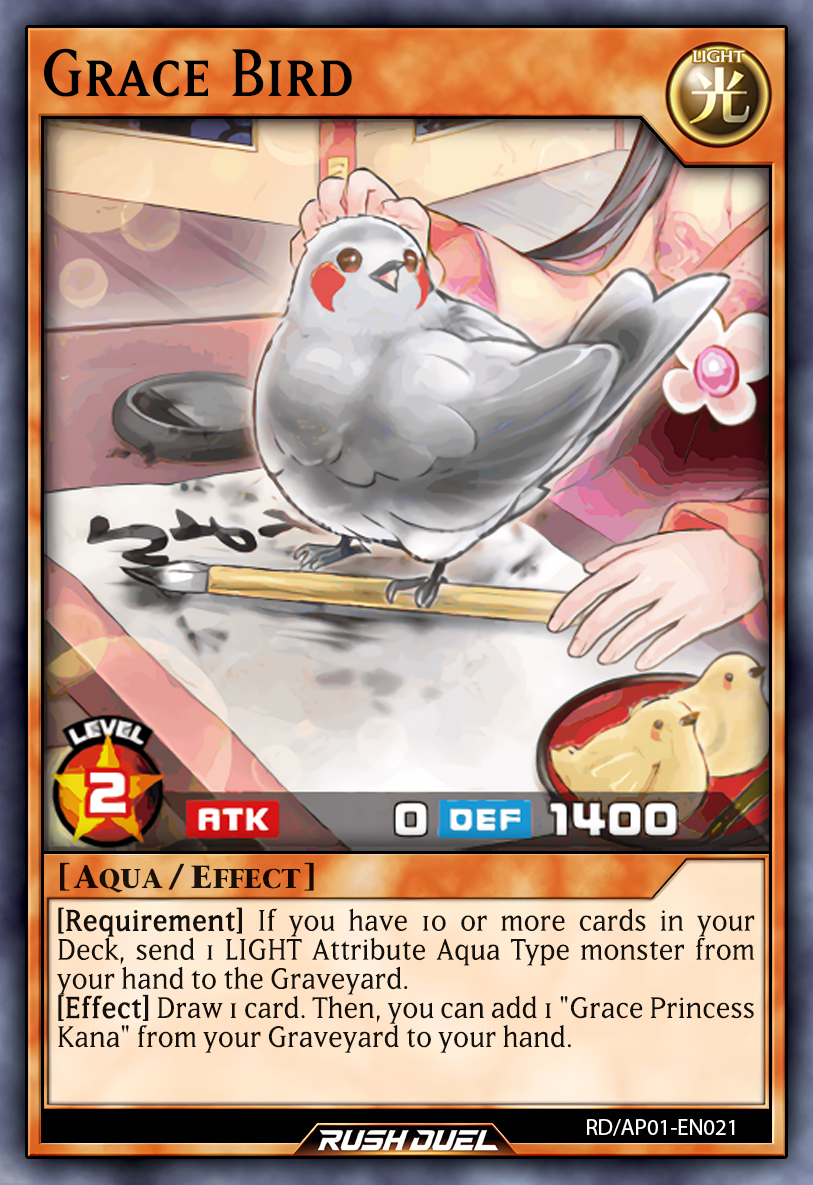 GRACE BIRD
LIGHT
光
LEVEL
2
ATK 0 DEF 1400
[AQUA / EFFECT]
[Requirement] If you have 10 or more cards in your
Deck, send 1 LIGHT Attribute Aqua Type monster from
your hand to the Graveyard.
[Effect] Draw 1 card. Then, you can add 1 "Grace Princess
Kana" from your Graveyard to your hand.
RUSH DUEL
RD/AP01-EN021